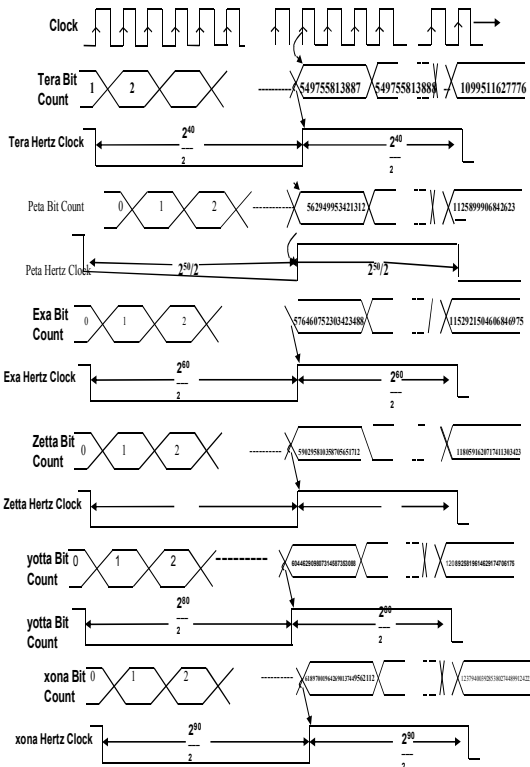 Clock
Tera Bit Count 1 2 549755813887 549755813888 1099511627776
Tera Hertz Clock 2^40/2 2^40/2
Peta Bit Count 0 1 2 562949953421312 1125899906842623
Peta Hertz Clock 2^50/2 2^50/2
Exa Bit Count 0 1 2 576460752303423488 1152921504606846975
Exa Hertz Clock 2^60/2 2^60/2
Zetta Bit Count 0 1 2 590295810358705651712 1180591620717411303423
Zetta Hertz Clock
yotta Bit Count 0 1 2
yotta Bit Count 2^80/2 2^80/2
xona Bit Count 0 1 2
xona Hertz Clock 2^90/2 2^90/2